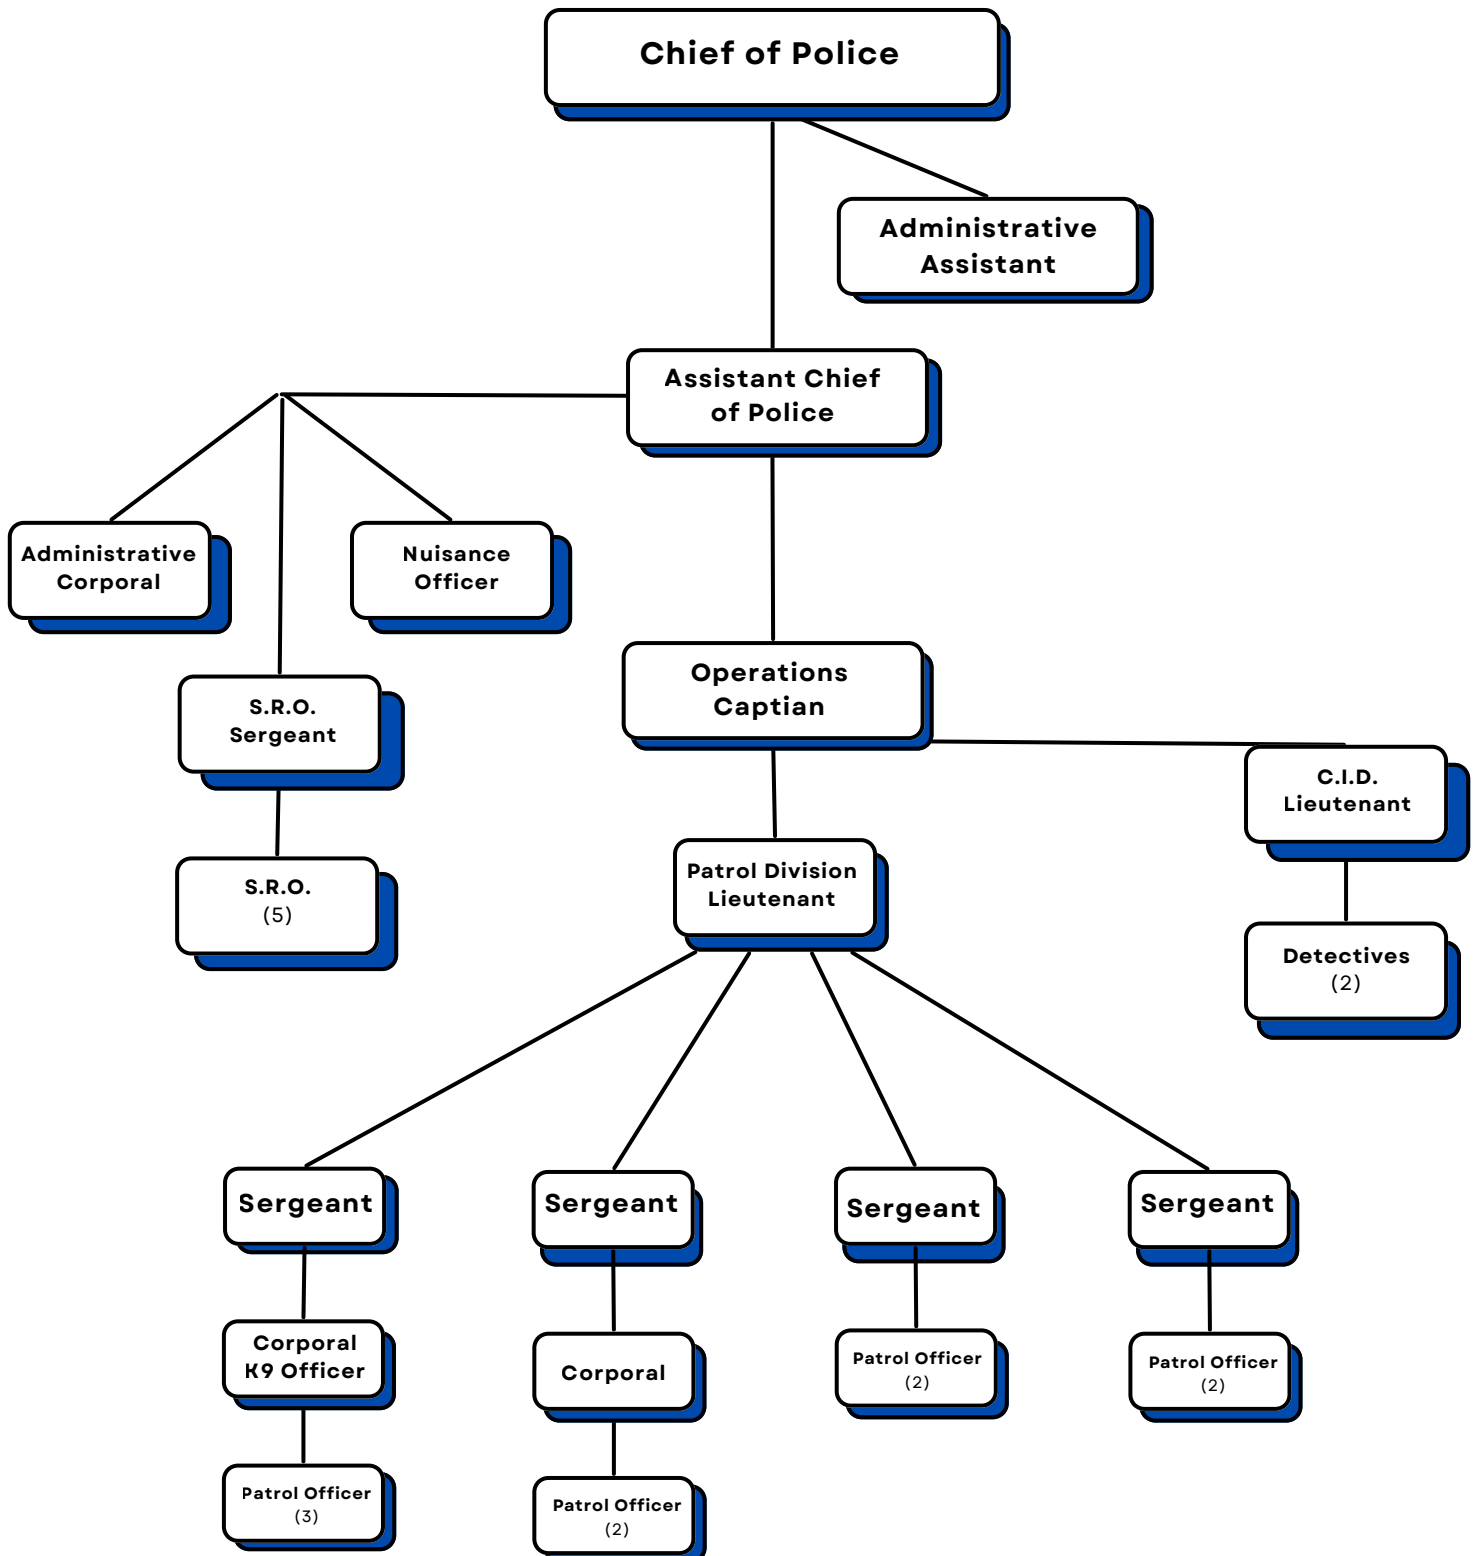 Chief of Police
Administrative
Assistant
Assistant Chief
of Police
Administrative
Corporal
Nuisance
Officer
S.R.O.
Sergeant
S.R.O.
(5)
Operations
Captian
C.I.D.
Lieutenant
Detectives
(2)
Patrol Division
Lieutenant
Sergeant
Sergeant
Sergeant
Sergeant
Corporal
K9 Officer
Corporal
Patrol Officer
(2)
Patrol Officer
(2)
Patrol Officer
(3)
Patrol Officer
(2)